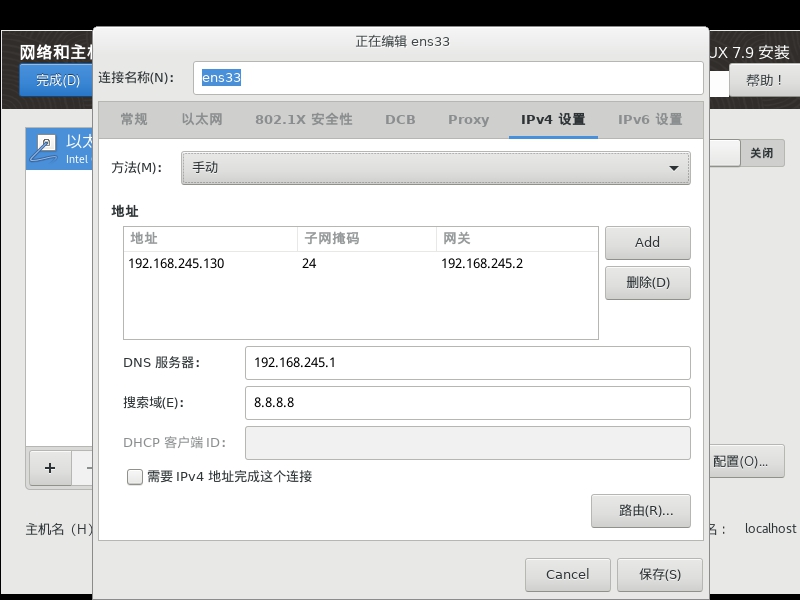 正在编辑 ens33
网络和主机
UX 7.9 安装
完成(D)
帮助！
连接名称(N)： ens33
常规 以太网 802.1X 安全性 DCB Proxy IPv4 设置 IPv6 设置
以太
Intel
关闭
方法(M)： 手动
地址
地址 子网掩码 网关
192.168.245.130 24 192.168.245.2
Add
删除(D)
DNS 服务器： 192.168.245.1
搜索域(E)： 8.8.8.8
DHCP 客户端 ID：
需要 IPv4 地址完成这个连接
+ −
配置(O)...
路由(R)...
主机名（H）
名： localhost
Cancel 保存(S)